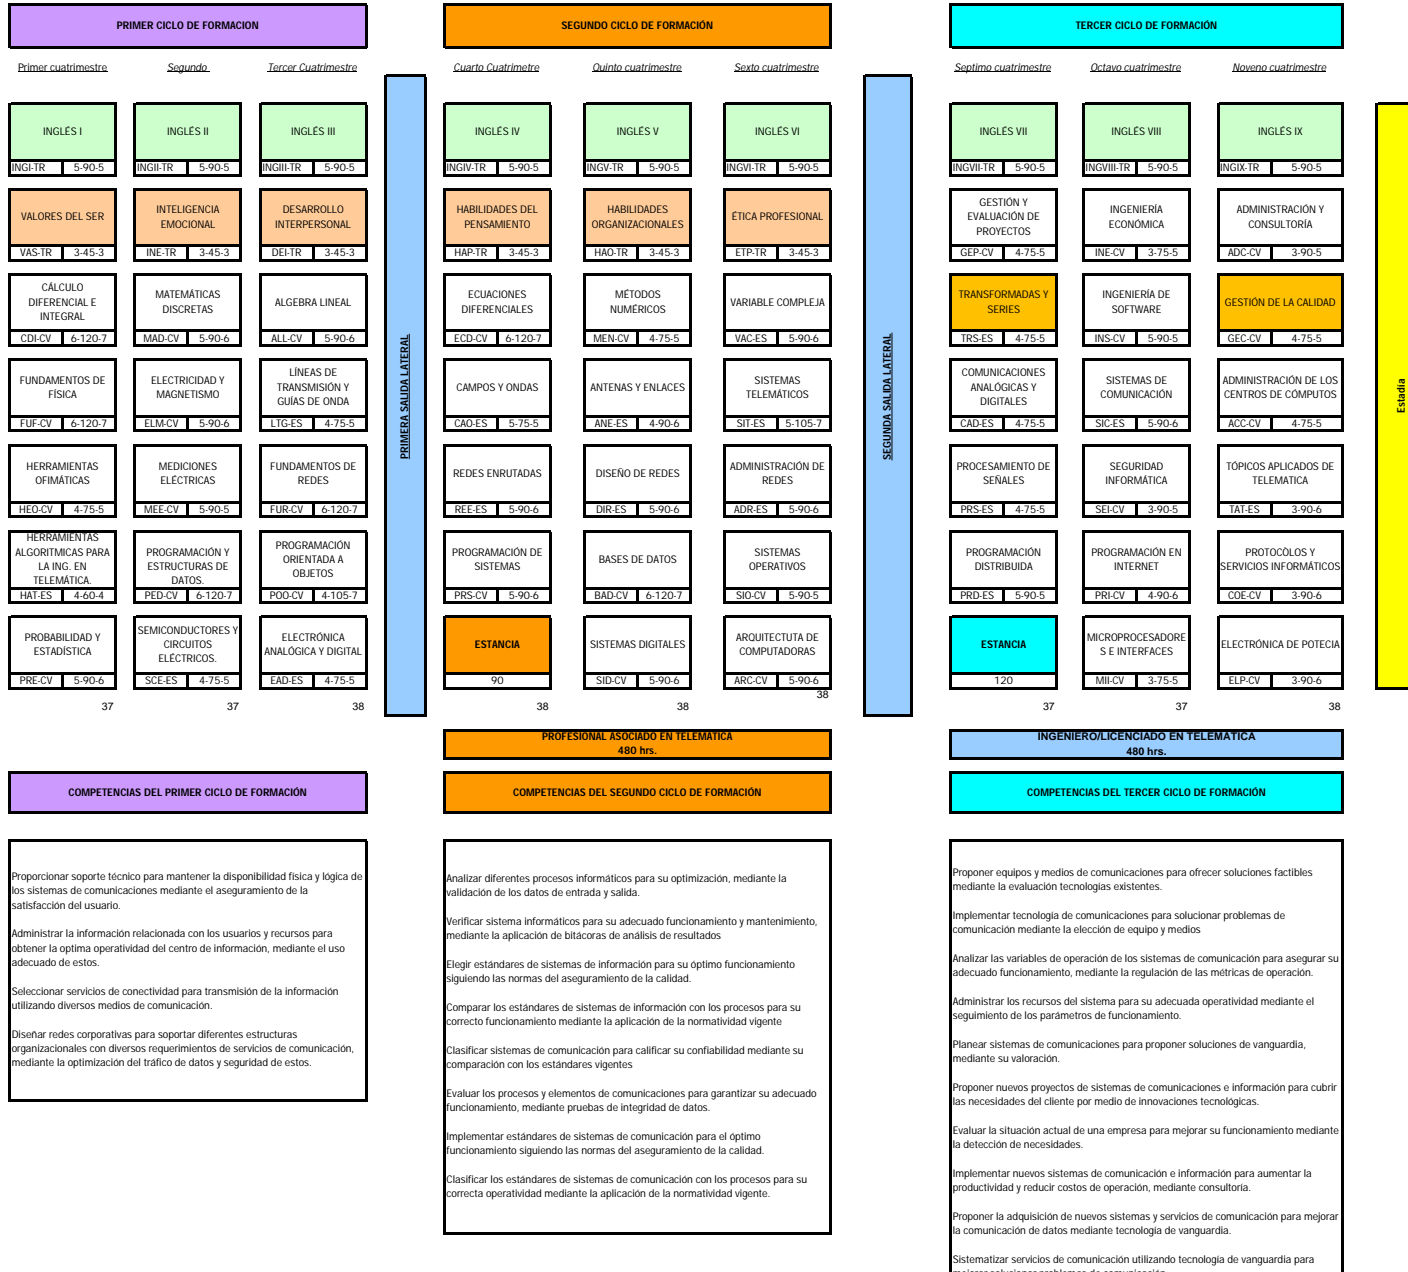 PRIMER CICLO DE FORMACION
SEGUNDO CICLO DE FORMACIÓN
TERCER CICLO DE FORMACIÓN
Primer cuatrimestre
Segundo
Tercer Cuatrimestre
Cuarto Cuatrimetre
Quinto cuatrimestre
Sexto cuatrimestre
Septimo cuatrimestre
Octavo cuatrimestre
Noveno cuatrimestre
INGLÉS I
INGLÉS II
INGLÉS III
INGLÉS IV
INGLÉS V
INGLÉS VI
INGLÉS VII
INGLÉS VIII
INGLÉS IX
INGI-TR 5-90-5
INGII-TR 5-90-5
INGIII-TR 5-90-5
INGIV-TR 5-90-5
INGV-TR 5-90-5
INGVI-TR 5-90-5
INGVII-TR 5-90-5
INGVIII-TR 5-90-5
INGIX-TR 5-90-5
VALORES DEL SER
INTELIGENCIA
EMOCIONAL
DESARROLLO
INTERPERSONAL
HABILIDADES DEL
PENSAMIENTO
HABILIDADES
ORGANIZACIONALES
ÉTICA PROFESIONAL
GESTIÓN Y
EVALUACIÓN DE
PROYECTOS
INGENIERÍA
ECONÓMICA
ADMINISTRACIÓN Y
CONSULTORÍA
VAS-TR 3-45-3
INE-TR 3-45-3
DEI-TR 3-45-3
HAP-TR 3-45-3
HAO-TR 3-45-3
ETP-TR 3-45-3
GEP-CV 4-75-5
INE-CV 3-75-5
ADC-CV 3-90-5
CÁLCULO
DIFERENCIAL E
INTEGRAL
MATEMÁTICAS
DISCRETAS
ALGEBRA LINEAL
ECUACIONES
DIFERENCIALES
MÉTODOS
NUMÉRICOS
VARIABLE COMPLEJA
TRANSFORMADAS Y
SERIES
INGENIERÍA DE
SOFTWARE
GESTIÓN DE LA CALIDAD
CDI-CV 6-120-7
MAD-CV 5-90-6
ALL-CV 5-90-6
ECD-CV 6-120-7
MEN-CV 4-75-5
VAC-ES 5-90-6
TRS-ES 4-75-5
INS-CV 5-90-5
GEC-CV 4-75-5
FUNDAMENTOS DE
FÍSICA
ELECTRICIDAD Y
MAGNETISMO
LÍNEAS DE
TRANSMISIÓN Y
GUÍAS DE ONDA
CAMPOS Y ONDAS
ANTENAS Y ENLACES
SISTEMAS
TELEMÁTICOS
COMUNICACIONES
ANALÓGICAS Y
DIGITALES
SISTEMAS DE
COMUNICACIÓN
ADMINISTRACIÓN DE LOS
CENTROS DE CÓMPUTOS
FUF-CV 6-120-7
ELM-CV 5-90-6
LTG-ES 4-75-5
CAO-ES 5-75-5
ANE-ES 4-90-6
SIT-ES 5-105-7
CAD-ES 4-75-5
SIC-ES 5-90-6
ACC-CV 4-75-5
HERRAMIENTAS
OFIMÁTICAS
MEDICIONES
ELÉCTRICAS
FUNDAMENTOS DE
REDES
REDES ENRUTADAS
DISEÑO DE REDES
ADMINISTRACIÓN DE
REDES
PROCESAMIENTO DE
SEÑALES
SEGURIDAD
INFORMÁTICA
TÓPICOS APLICADOS DE
TELEMATICA
HEO-CV 4-75-5
MEE-CV 5-90-5
FUR-CV 6-120-7
REE-ES 5-90-6
DIR-ES 5-90-6
ADR-ES 5-90-6
PRS-ES 4-75-5
SEI-CV 3-90-5
TAT-ES 3-90-6
HERRAMIENTAS
ALGORITMICAS PARA
LA ING. EN
TELEMÁTICA.
PROGRAMACIÓN Y
ESTRUCTURAS DE
DATOS.
PROGRAMACIÓN
ORIENTADA A
OBJETOS
PROGRAMACIÓN DE
SISTEMAS
BASES DE DATOS
SISTEMAS
OPERATIVOS
PROGRAMACIÓN
DISTRIBUIDA
PROGRAMACIÓN EN
INTERNET
PROTOCÒLOS Y
SERVICIOS INFORMÁTICOS
HAT-ES 4-60-4
PED-CV 6-120-7
POO-CV 4-105-7
PRS-CV 5-90-6
BAD-CV 6-120-7
SIO-CV 5-90-5
PRD-ES 5-90-5
PRI-CV 4-90-6
COE-CV 3-90-6
PROBABILIDAD Y
ESTADÍSTICA
SEMICONDUCTORES Y
CIRCUITOS
ELÉCTRICOS.
ELECTRÓNICA
ANALÓGICA Y DIGITAL
ESTANCIA
SISTEMAS DIGITALES
ARQUITECTUTA DE
COMPUTADORAS
ESTANCIA
MICROPROCESADORE
S E INTERFACES
ELECTRÓNICA DE POTECIA
PRE-CV 5-90-6
SCE-ES 4-75-5
EAD-ES 4-75-5
90
SID-CV 5-90-6
ARC-CV 5-90-6
120
MII-CV 3-75-5
ELP-CV 3-90-6
37
37
38
38
38
38
37
37
38
PRIMERA SALIDA LATERAL
SEGUNDA SALIDA LATERAL
Estadía
PROFESIONAL ASOCIADO EN TELEMÁTICA
480 hrs.
INGENIERO/LICENCIADO EN TELEMÁTICA
480 hrs.
COMPETENCIAS DEL PRIMER CICLO DE FORMACIÓN
COMPETENCIAS DEL SEGUNDO CICLO DE FORMACIÓN
COMPETENCIAS DEL TERCER CICLO DE FORMACIÓN
Proporcionar soporte técnico para mantener la disponibilidad física y lógica de
los sistemas de comunicaciones mediante el aseguramiento de la
satisfacción del usuario.
Administrar la información relacionada con los usuarios y recursos para
obtener la optima operatividad del centro de información, mediante el uso
adecuado de estos.
Seleccionar servicios de conectividad para transmisión de la información
utilizando diversos medios de comunicación.
Diseñar redes corporativas para soportar diferentes estructuras
organizacionales con diversos requerimientos de servicios de comunicación,
mediante la optimización del tráfico de datos y seguridad de estos.
Analizar diferentes procesos informáticos para su optimización, mediante la
validación de los datos de entrada y salida.
Verificar sistema informáticos para su adecuado funcionamiento y mantenimiento,
mediante la aplicación de bitácoras de análisis de resultados
Elegir estándares de sistemas de información para su óptimo funcionamiento
siguiendo las normas del aseguramiento de la calidad.
Comparar los estándares de sistemas de información con los procesos para su
correcto funcionamiento mediante la aplicación de la normatividad vigente
Clasificar sistemas de comunicación para calificar su confiabilidad mediante su
comparación con los estándares vigentes
Evaluar los procesos y elementos de comunicaciones para garantizar su adecuado
funcionamiento, mediante pruebas de integridad de datos.
Implementar estándares de sistemas de comunicación para el óptimo
funcionamiento siguiendo las normas del aseguramiento de la calidad.
Clasificar los estándares de sistemas de comunicación con los procesos para su
correcta operatividad mediante la aplicación de la normatividad vigente.
Proponer equipos y medios de comunicaciones para ofrecer soluciones factibles
mediante la evaluación tecnologías existentes.
Implementar tecnología de comunicaciones para solucionar problemas de
comunicación mediante la elección de equipo y medios
Analizar las variables de operación de los sistemas de comunicación para asegurar su
adecuado funcionamiento, mediante la regulación de las métricas de operación.
Administrar los recursos del sistema para su adecuada operatividad mediante el
seguimiento de los parámetros de funcionamiento.
Planear sistemas de comunicaciones para proponer soluciones de vanguardia,
mediante su valoración.
Proponer nuevos proyectos de sistemas de comunicaciones e información para cubrir
las necesidades del cliente por medio de innovaciones tecnológicas.
Evaluar la situación actual de una empresa para mejorar su funcionamiento mediante
la detección de necesidades.
Implementar nuevos sistemas de comunicación e información para aumentar la
productividad y reducir costos de operación, mediante consultoría.
Proponer la adquisición de nuevos sistemas y servicios de comunicación para mejorar
la comunicación de datos mediante tecnología de vanguardia.
Sistematizar servicios de comunicación utilizando tecnología de vanguardia para